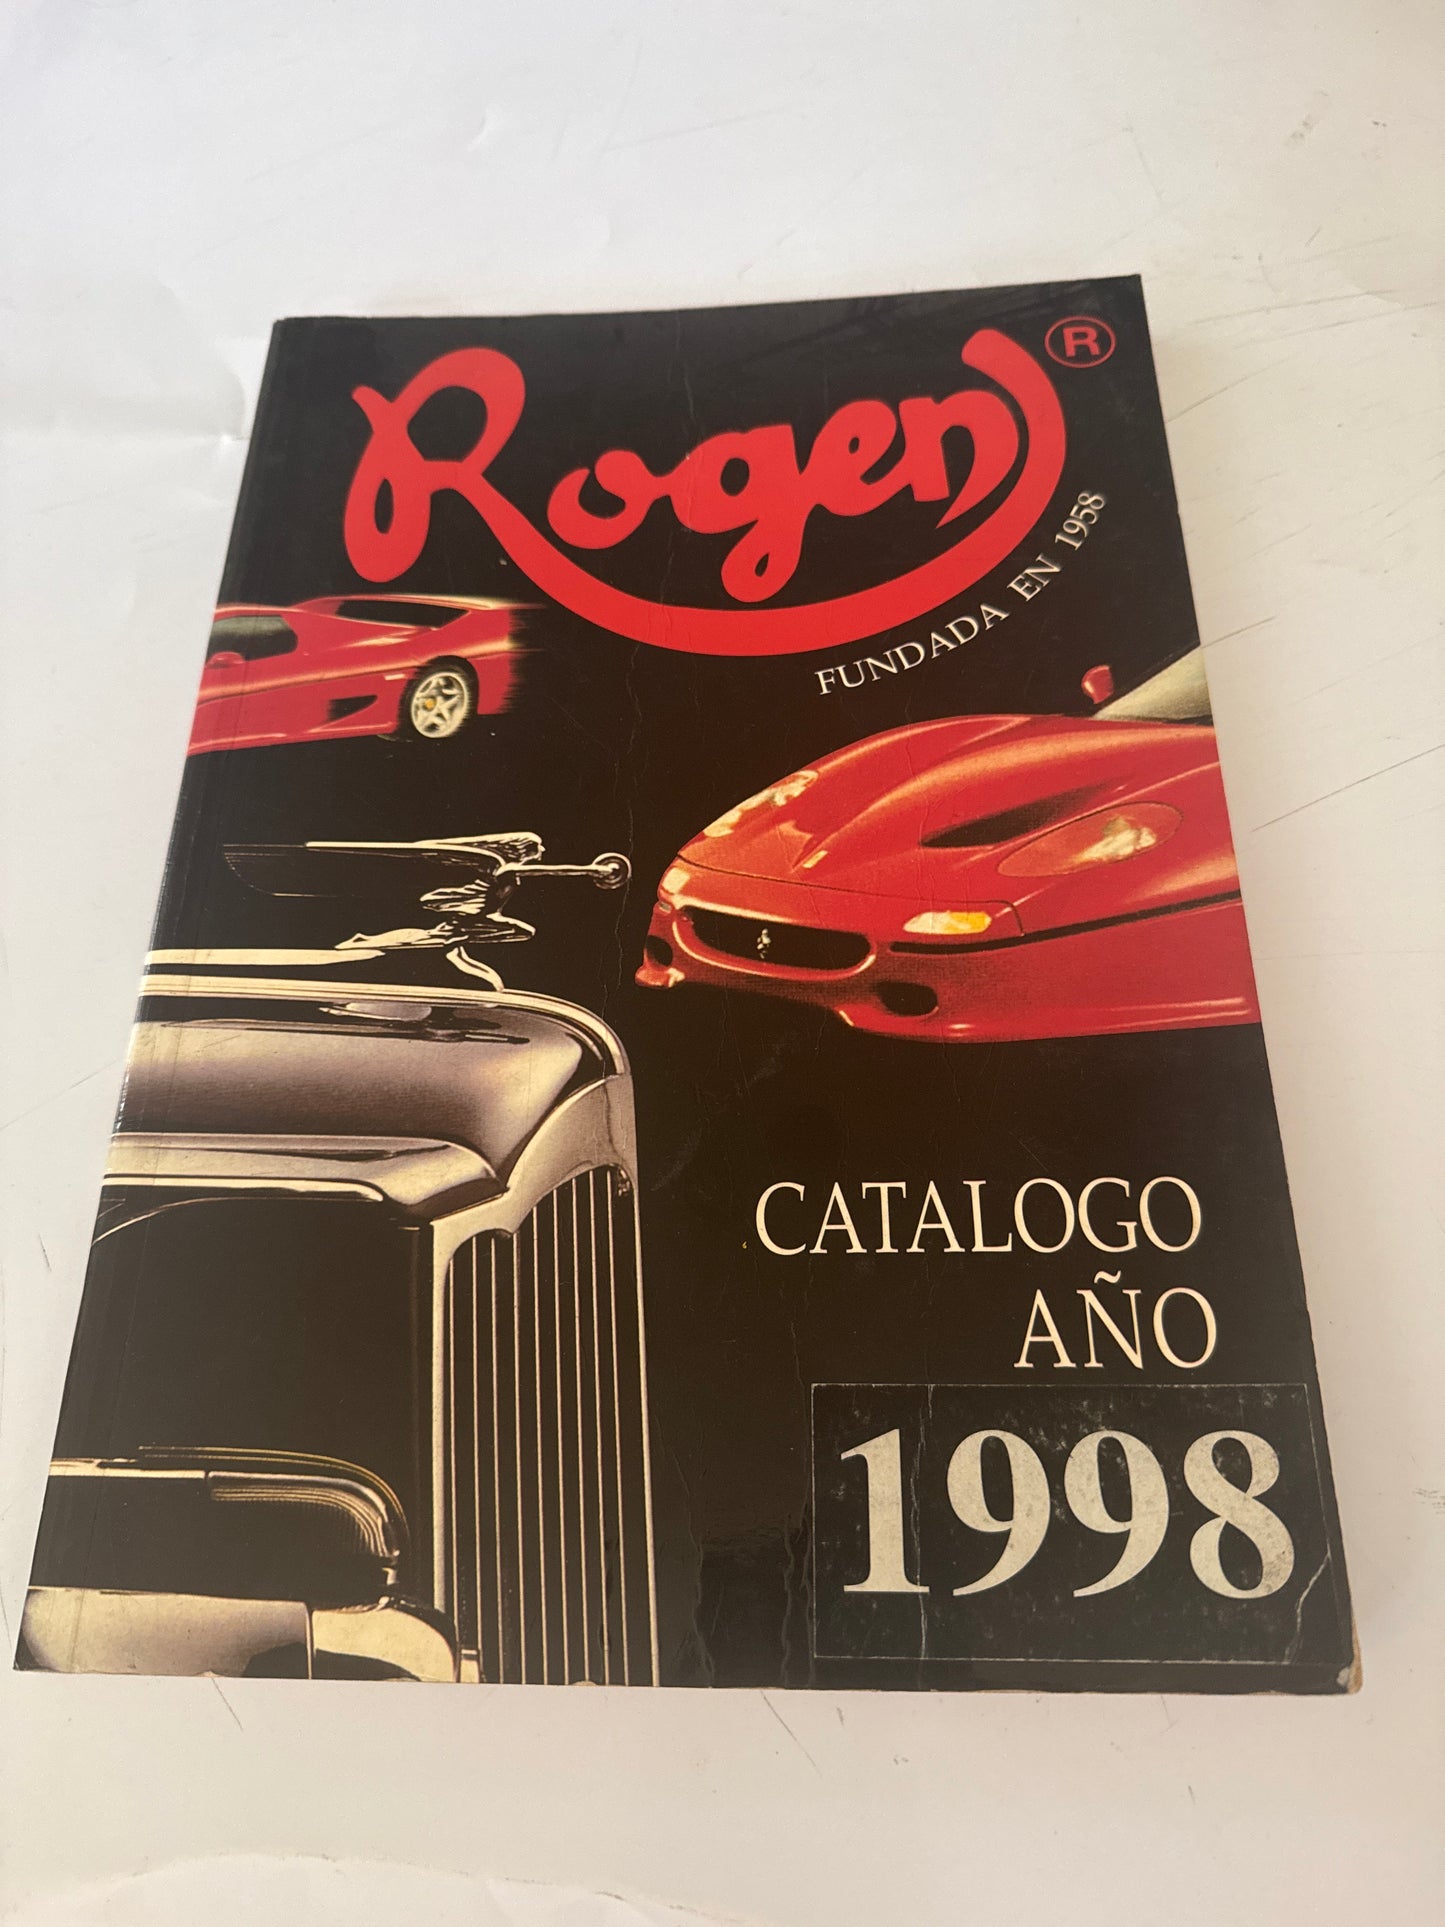 Rogen ®
FUNDADA EN 1958
CATALOGO
AÑO
1998